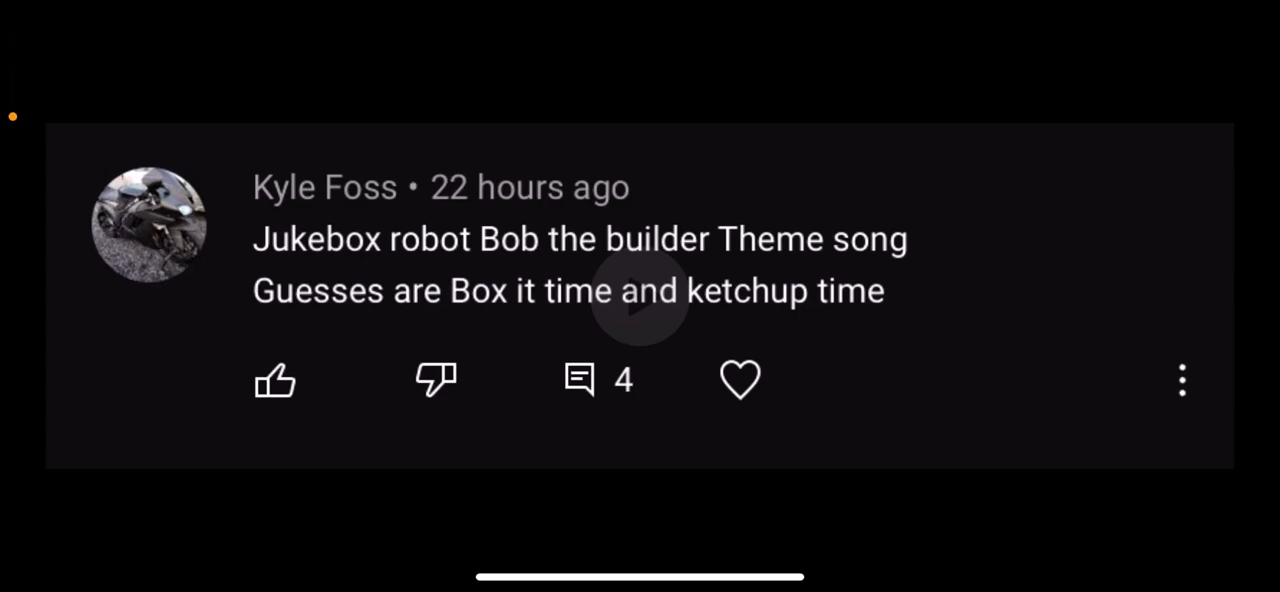 Kyle Foss • 22 hours ago
Jukebox robot Bob the builder Theme song
Guesses are Box it time and ketchup time
4